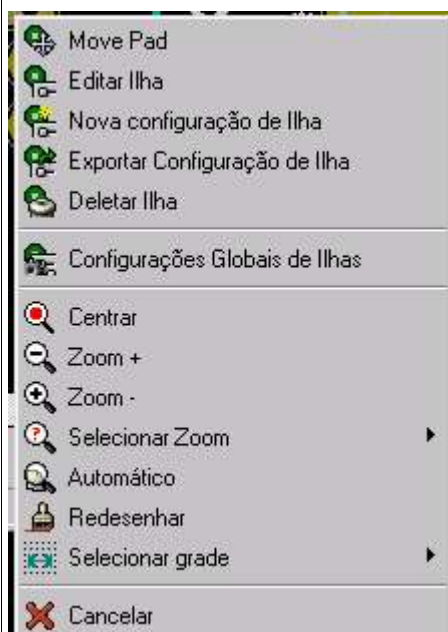 Move Pad
Editar Ilha
Nova configuração de Ilha
Exportar Configuração de Ilha
Deletar Ilha
Configurações Globais de Ilhas
Centrar
Zoom +
Zoom -
Selecionar Zoom
Automático
Redesenhar
Selecionar grade
Cancelar